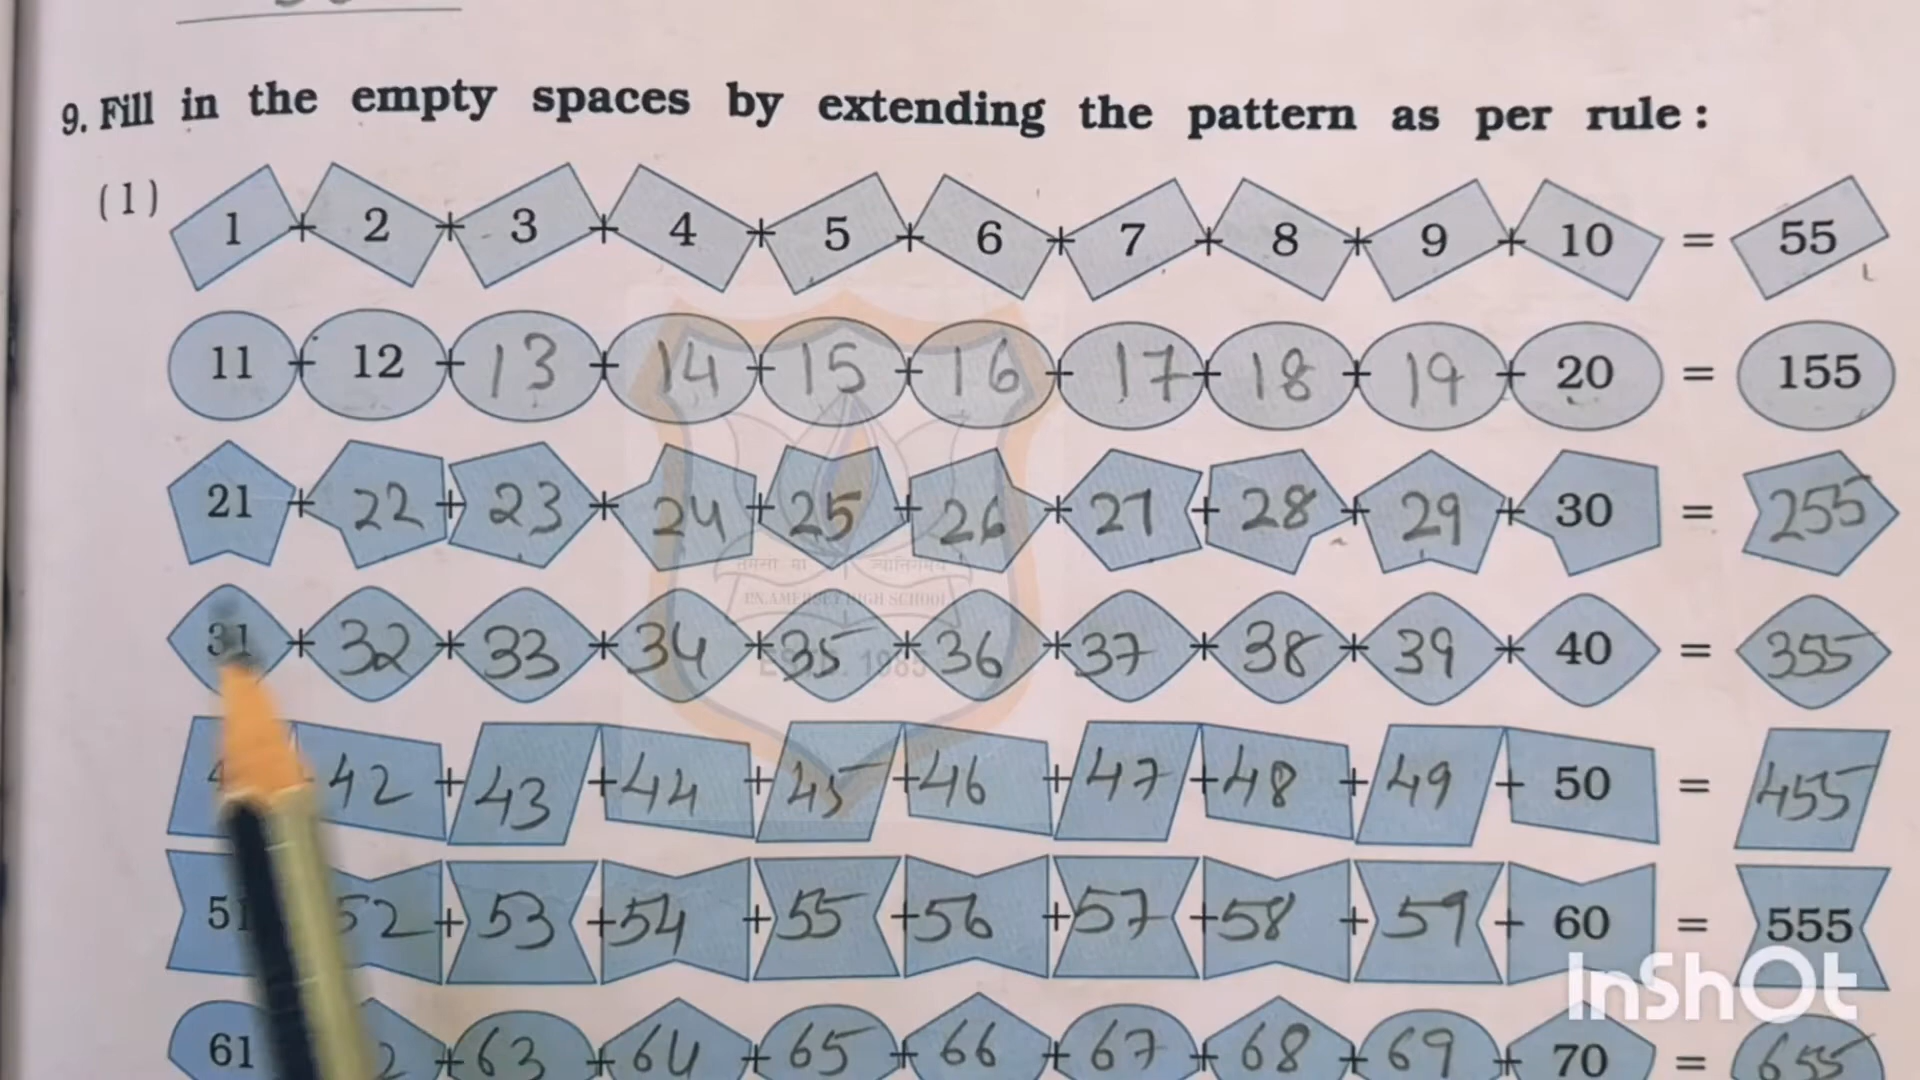 9. Fill in the empty spaces by extending the pattern as per rule :
(1)
1 + 2 + 3 + 4 + 5 + 6 + 7 + 8 + 9 + 10 = 55
11 + 12 + 13 + 14 + 15 + 16 + 17 + 18 + 19 + 20 = 155
21 + 22 + 23 + 24 + 25 + 26 + 27 + 28 + 29 + 30 = 255
31 + 32 + 33 + 34 + 35 + 36 + 37 + 38 + 39 + 40 = 355
42 + 43 + 44 + 45 + 46 + 47 + 48 + 49 + 50 = 455
51 52 + 53 + 54 + 55 + 56 + 57 + 58 + 59 + 60 = 555
61 + 63 + 64 + 65 + 66 + 67 + 68 + 69 + 70 = 655
HIGH SCHOOL
1985
InShOt